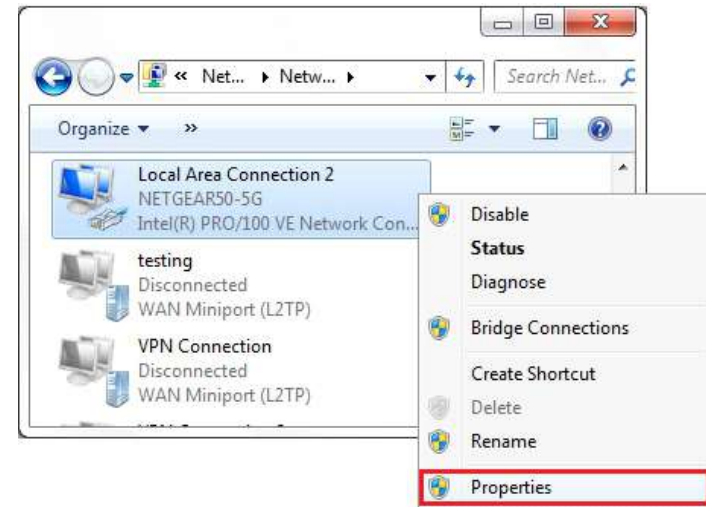 « Net... ▸ Netw... ▸
Search Net...
Organize ▾ »
Local Area Connection 2
NETGEAR50-5G
Intel(R) PRO/100 VE Network Con...
testing
Disconnected
WAN Miniport (L2TP)
VPN Connection
Disconnected
WAN Miniport (L2TP)
Disable
Status
Diagnose
Bridge Connections
Create Shortcut
Delete
Rename
Properties